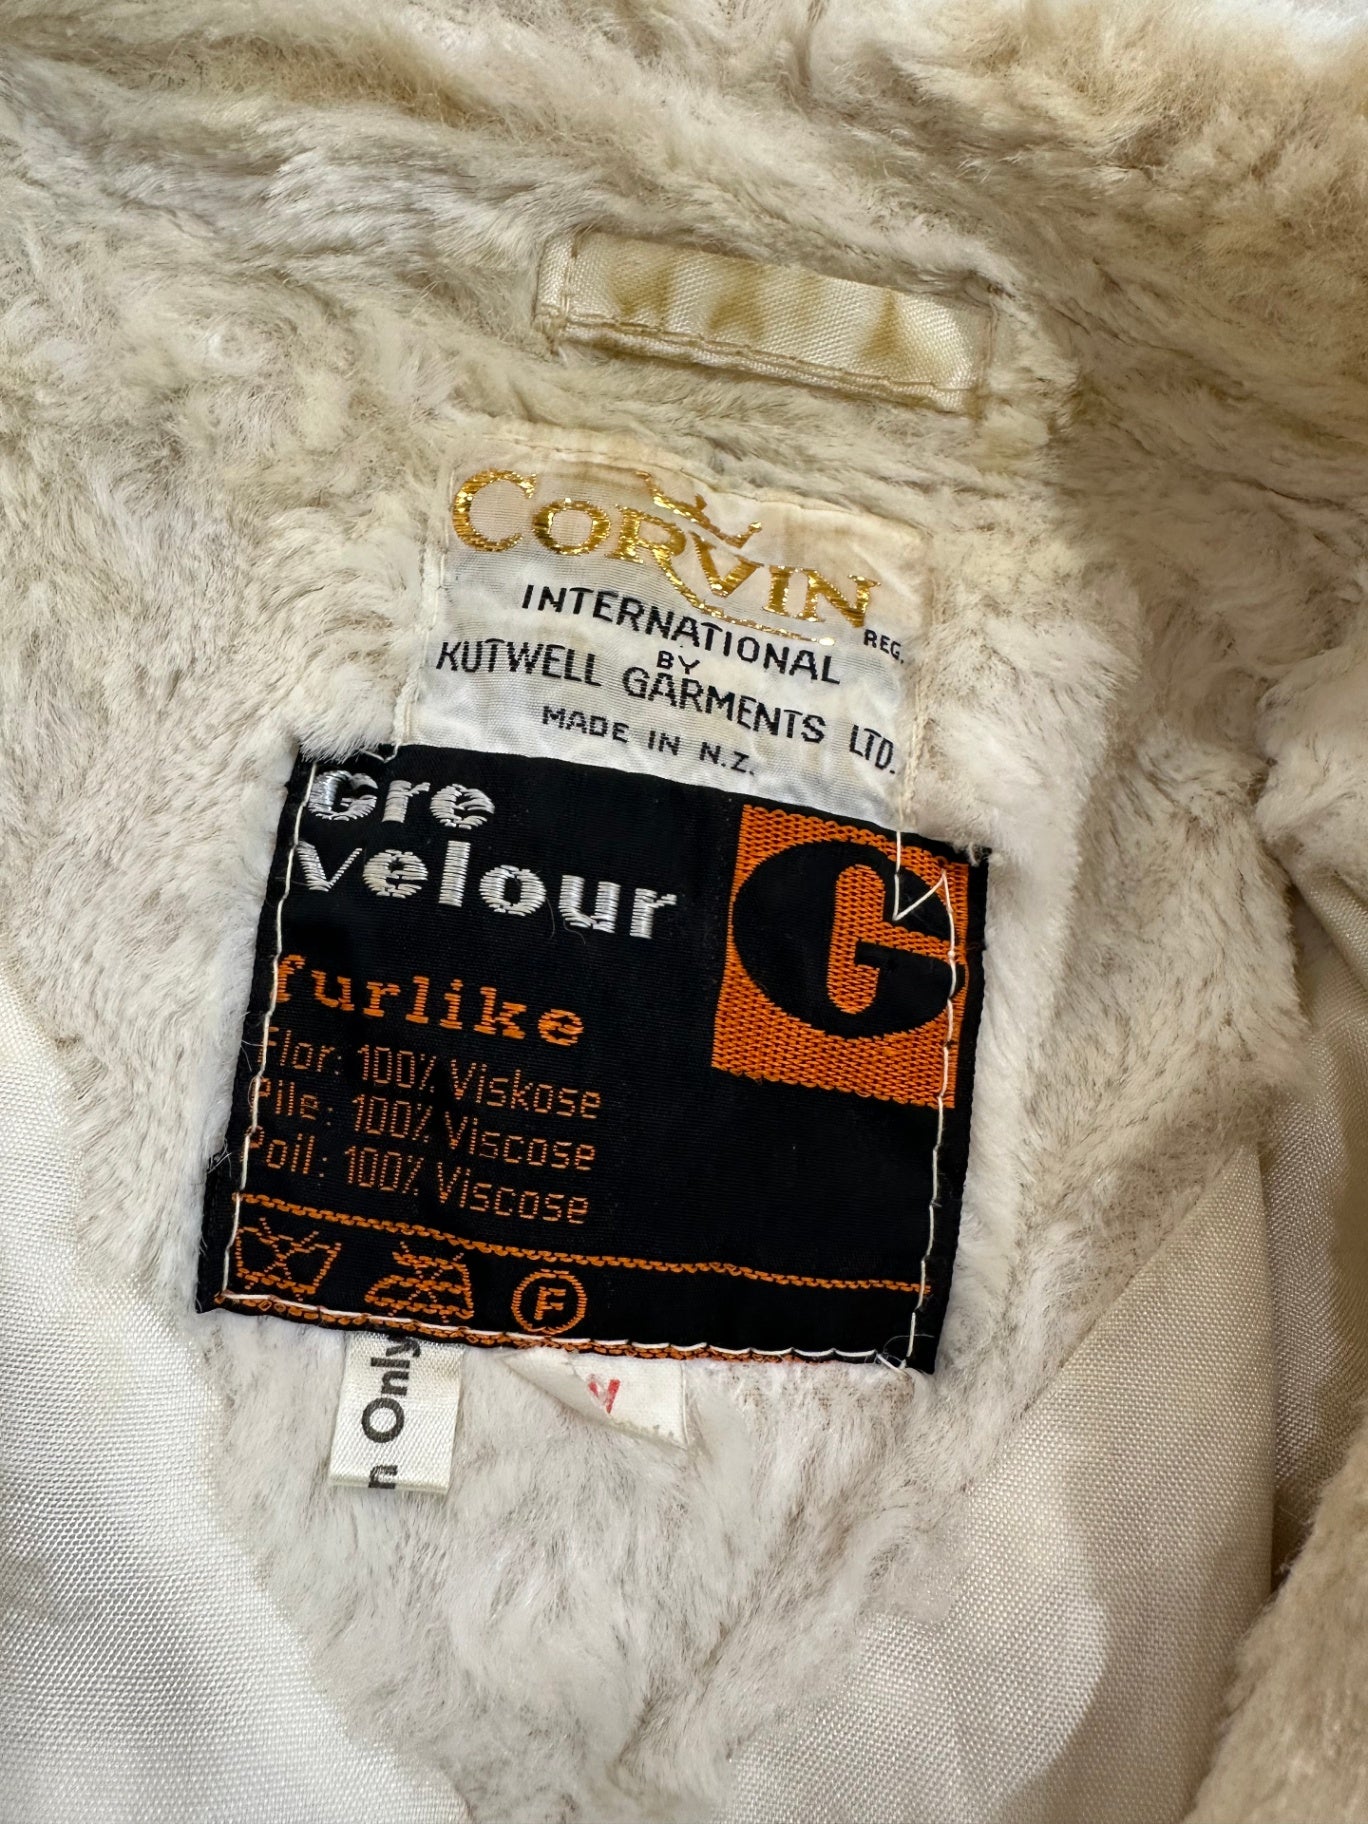 CORVIN
REG.
INTERNATIONAL
BY
KUTWELL GARMENTS LTD.
MADE IN N.Z.
Gre
velour
G
furlike
Flor: 100% Viskose
Pile: 100% Viscose
Poil: 100% Viscose
F
n Only